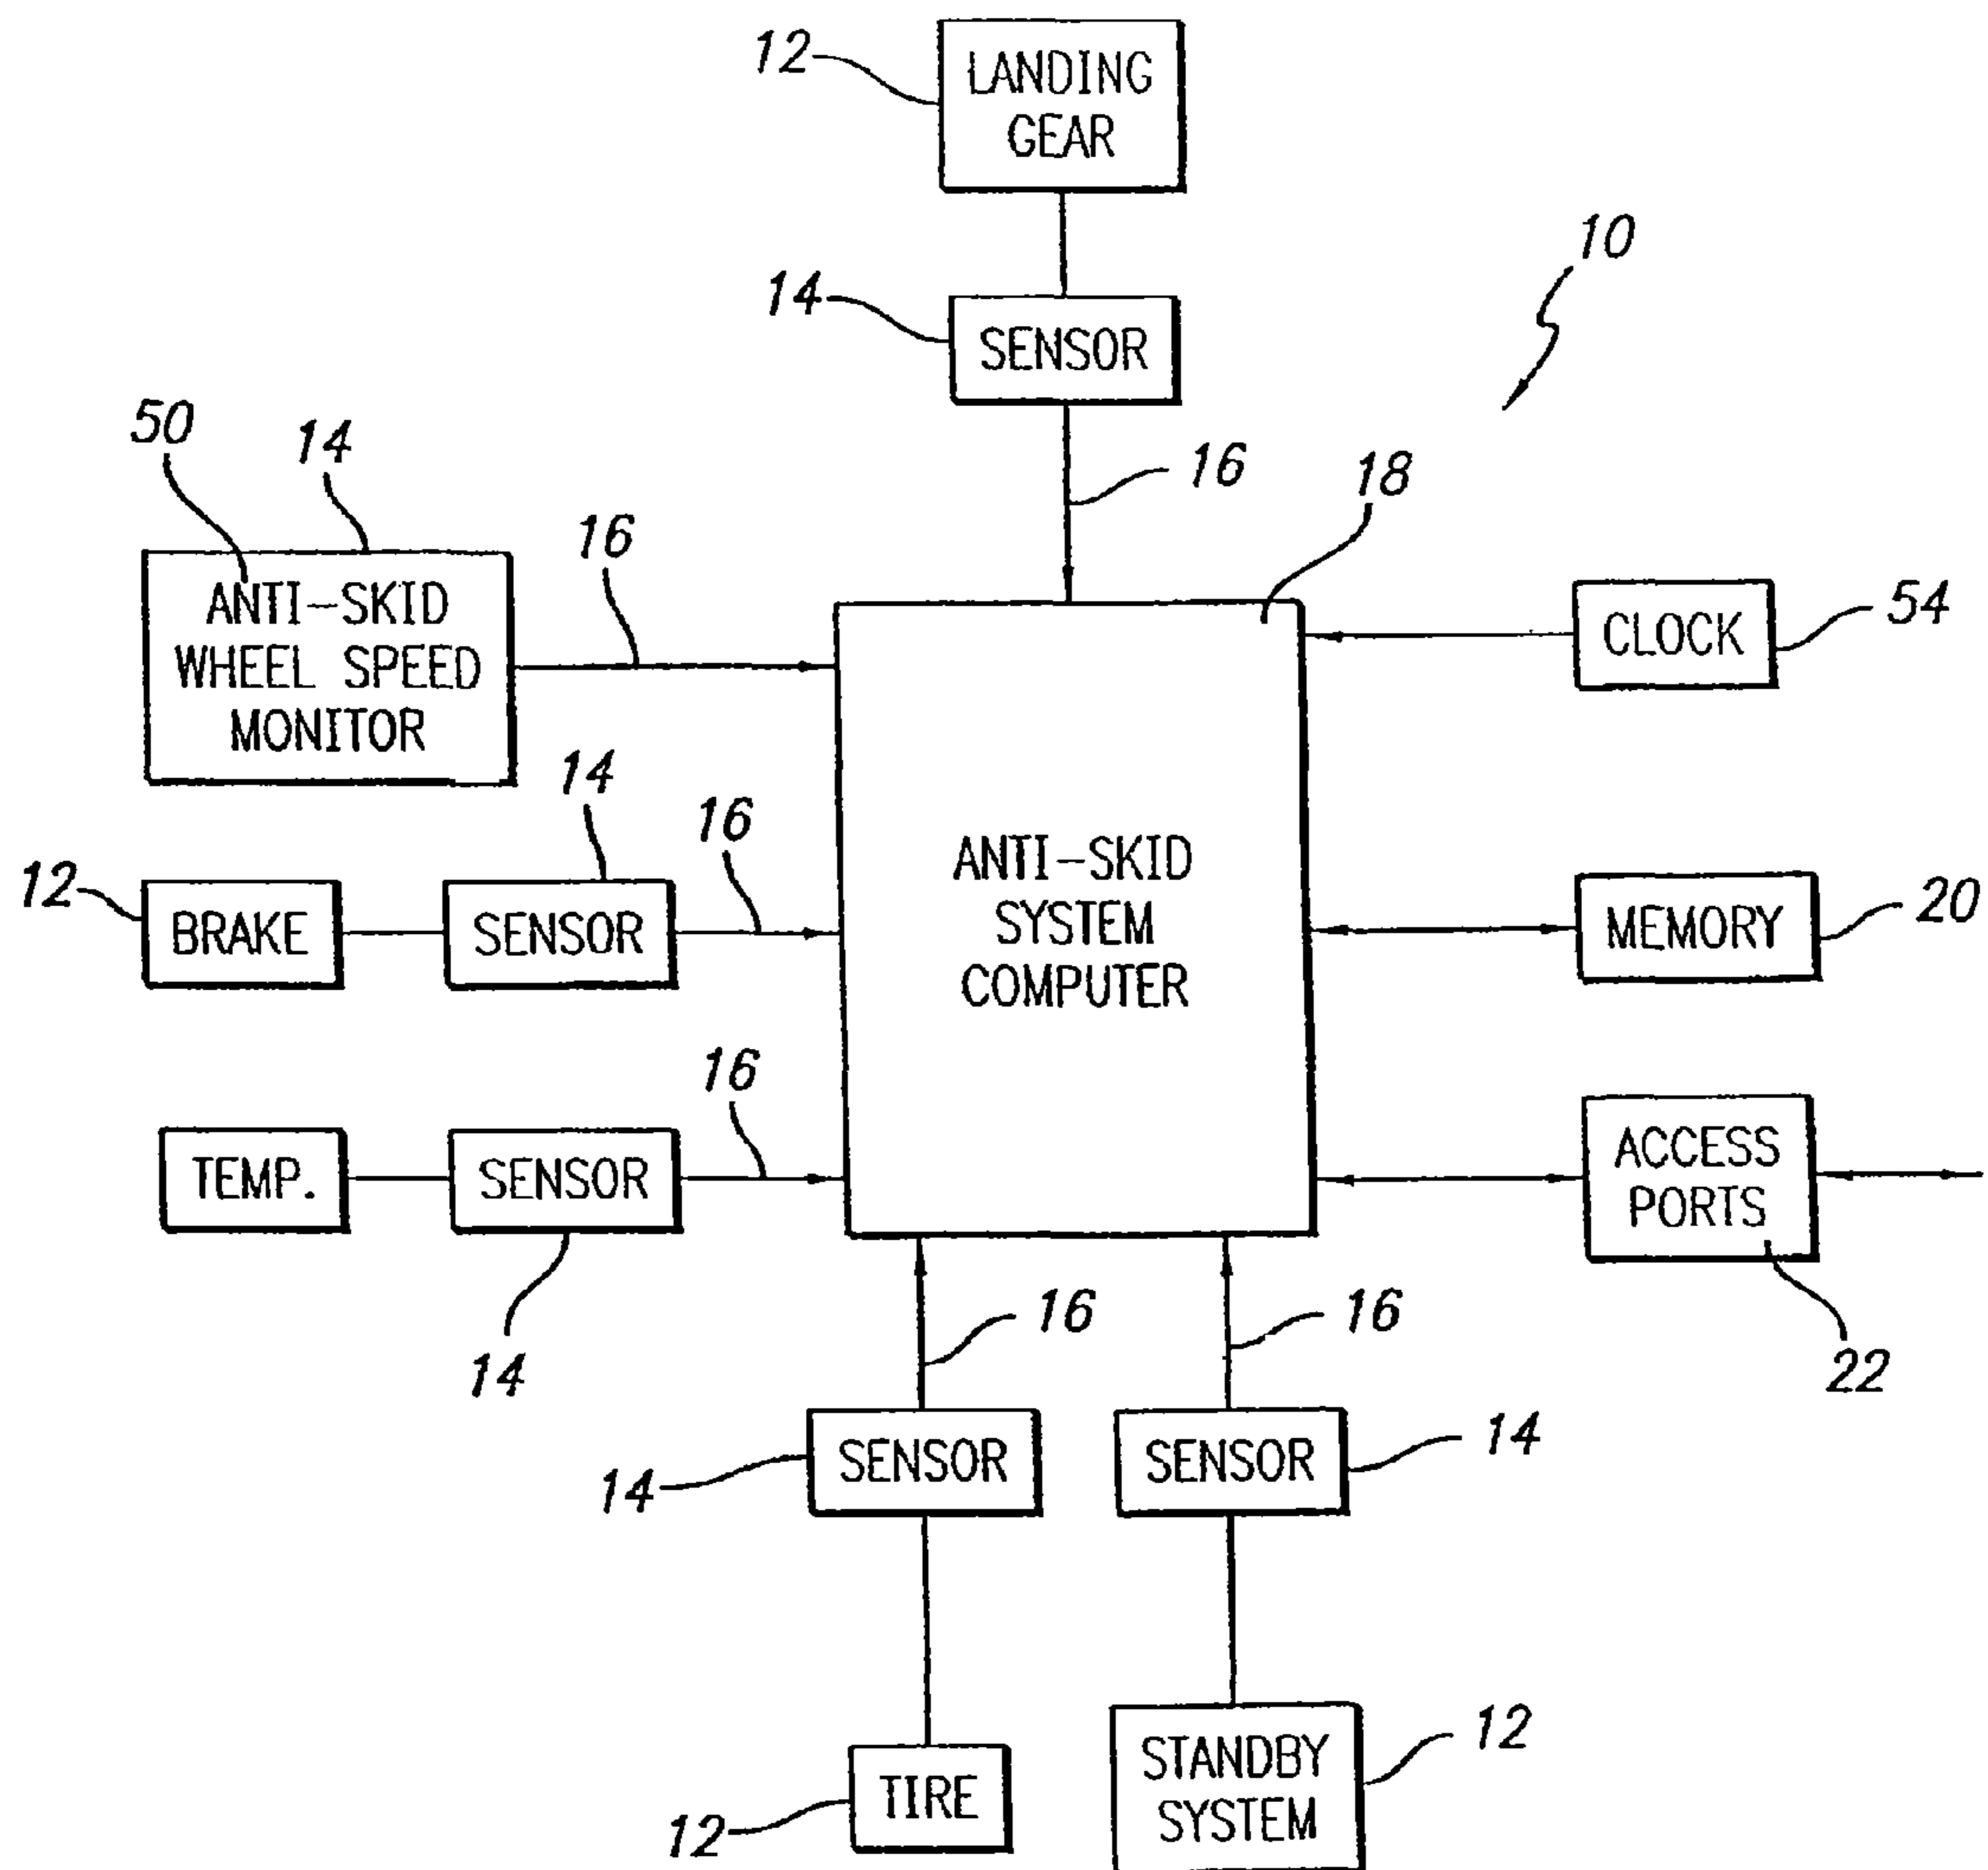 12
LANDING
GEAR
10
14
SENSOR
50
14
16
18
16
ANTI-SKID
WHEEL SPEED
MONITOR
CLOCK
54
14
16
ANTI-SKID
SYSTEM
COMPUTER
12
BRAKE
SENSOR
MEMORY
20
16
TEMP.
SENSOR
ACCESS
PORTS
14
16
16
22
14
SENSOR
SENSOR
14
12
TIRE
STANDBY
SYSTEM
12